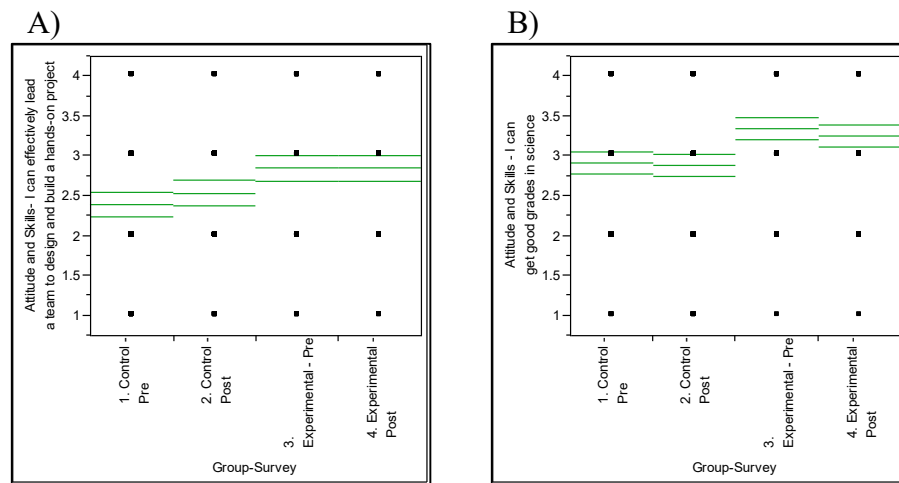 A)
Attitude and Skills- I can effectively lead
a team to design and build a hands-on project
4
3.5
3
2.5
2
1.5
1
1. Control
Pre
2. Control
Post
3.
Experimental - Pre
4. Experimental
Post
Group-Survey
B)
Attitude and Skills - I can
get good grades in science
4
3.5
3
2.5
2
1.5
1
1. Control
Pre
2. Control
Post
3.
Experimental - Pre
4. Experimental
Post
Group-Survey